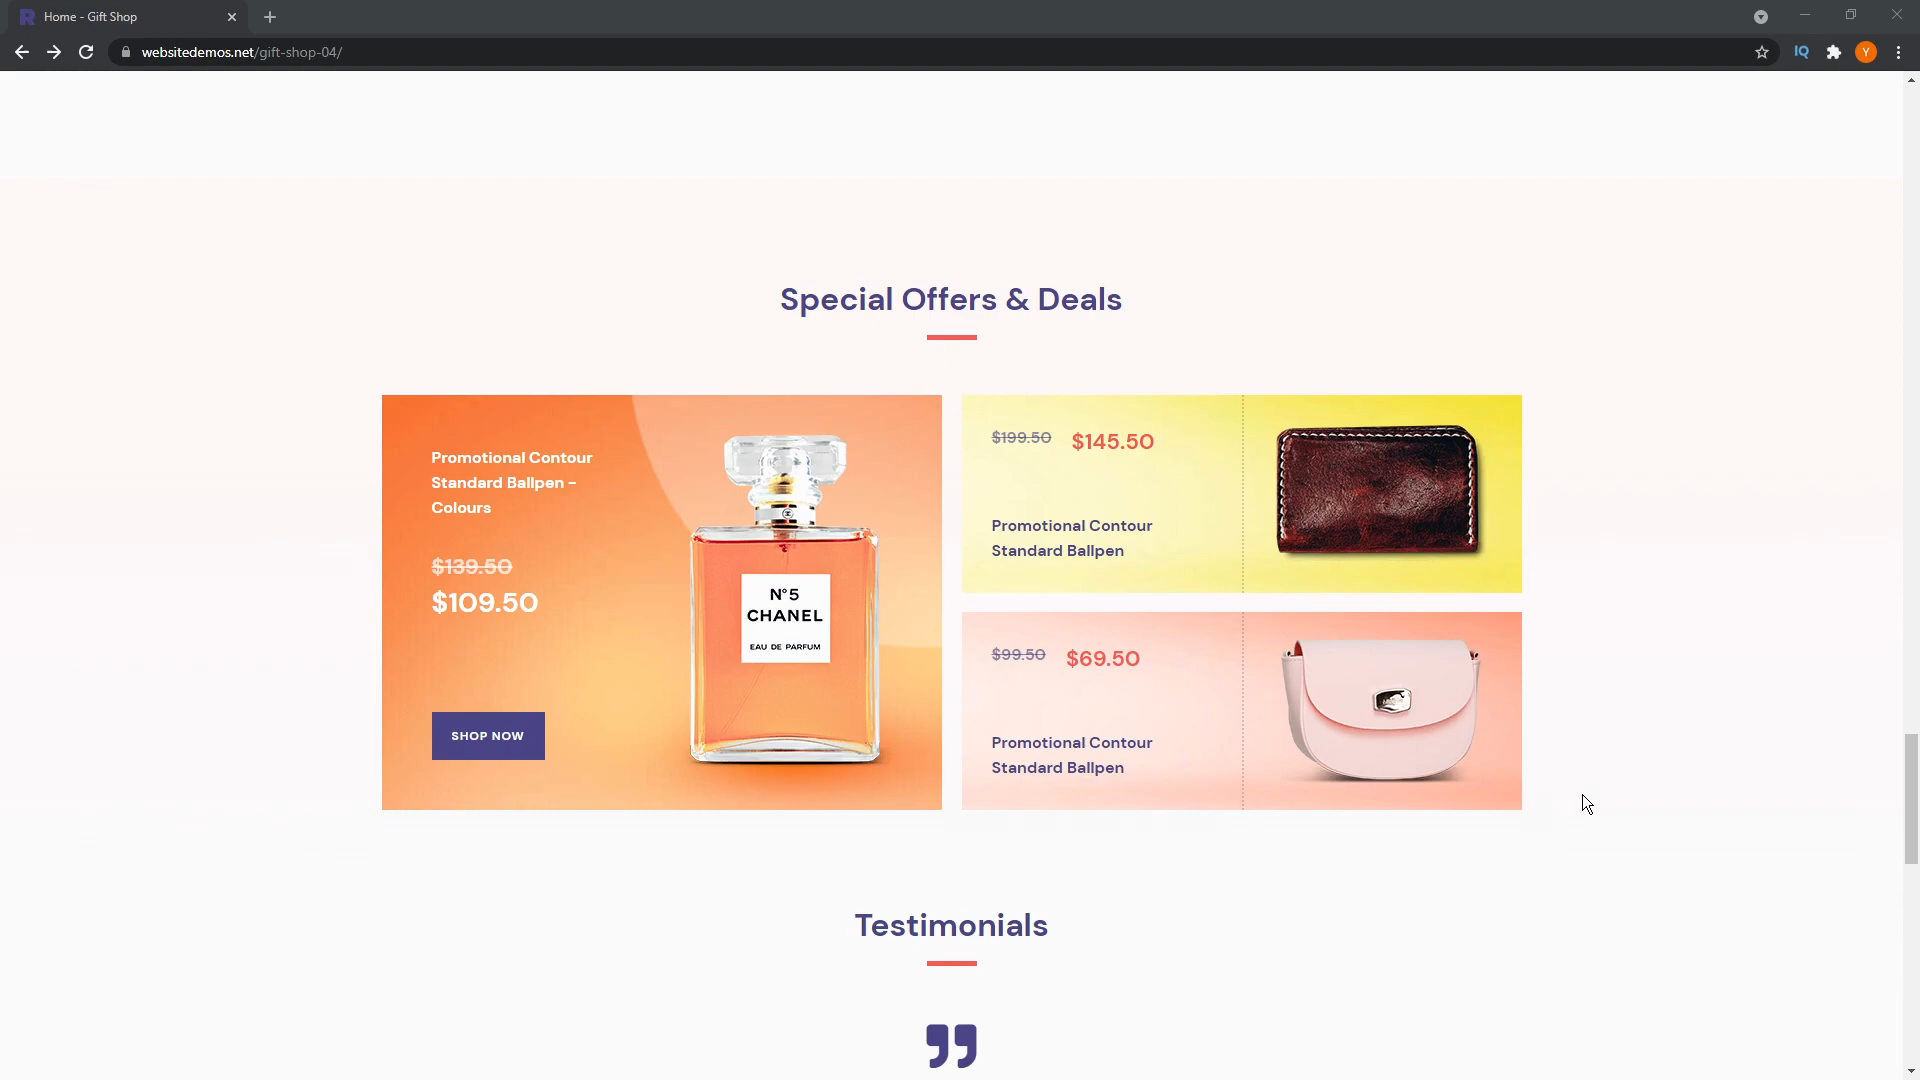 Home - Gift Shop
websitedemos.net/gift-shop-04/
IQ
Y
Special Offers & Deals
Promotional Contour
Standard Ballpen -
Colours
$139.50
$109.50
SHOP NOW
N°5
CHANEL
EAU DE PARFUM
$199.50 $145.50
Promotional Contour
Standard Ballpen
$99.50 $69.50
Promotional Contour
Standard Ballpen
Testimonials